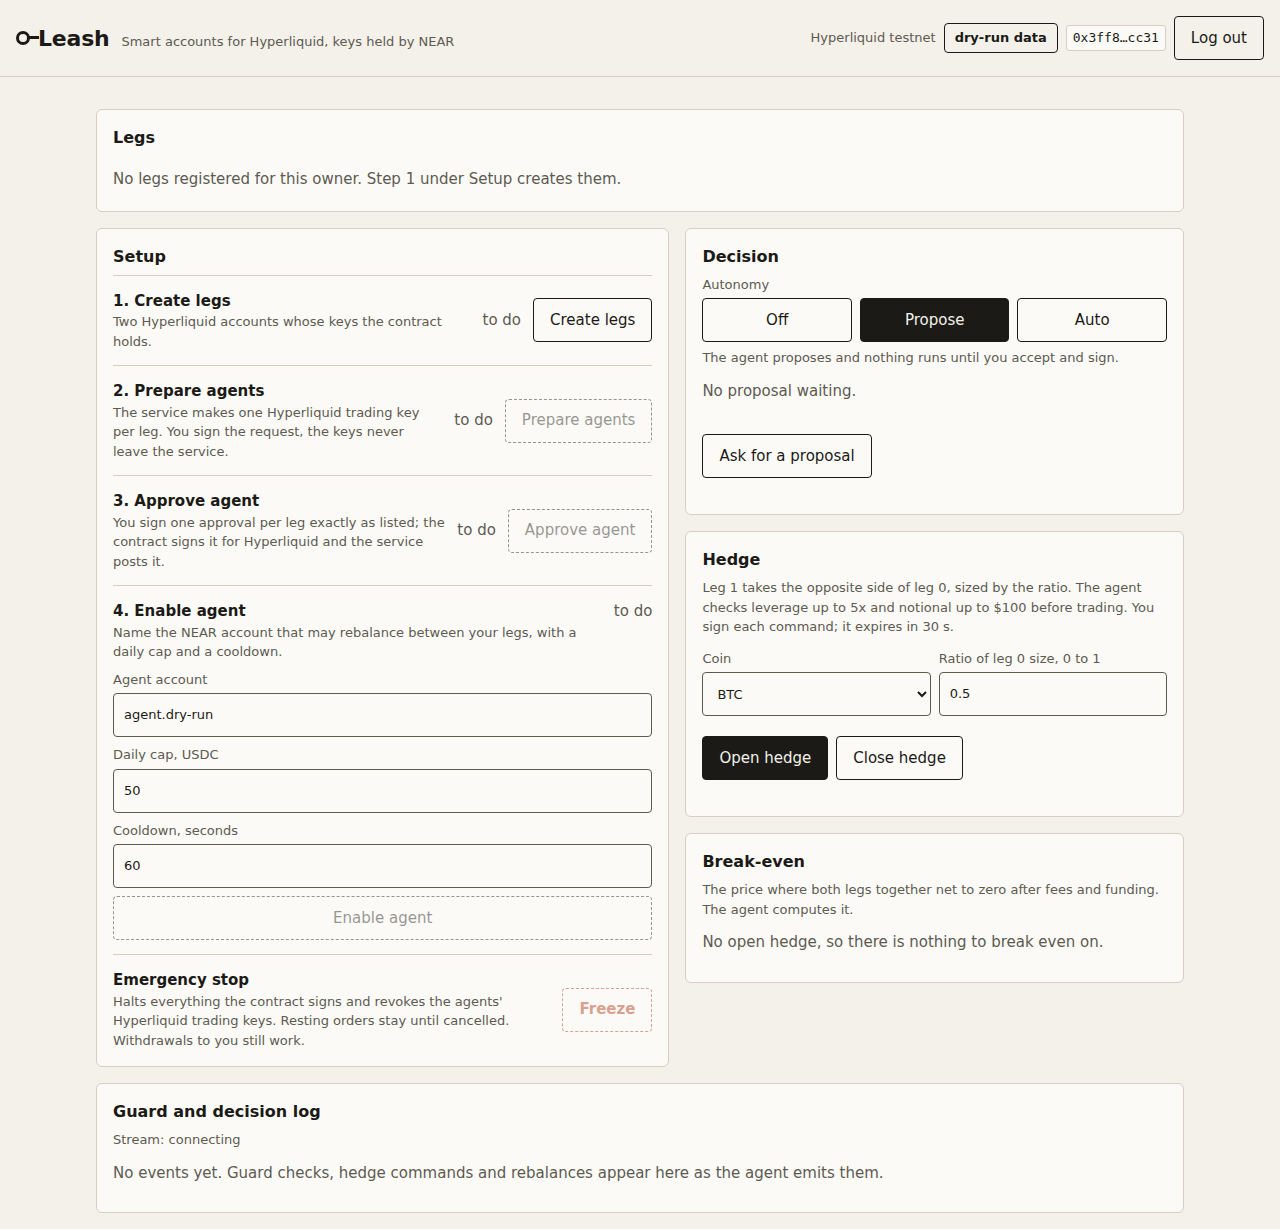 Leash Smart accounts for Hyperliquid, keys held by NEAR
Hyperliquid testnet dry-run data 0x3ff8…cc31 Log out
Legs
No legs registered for this owner. Step 1 under Setup creates them.
Setup
1. Create legs
Two Hyperliquid accounts whose keys the contract
holds.
to do Create legs
2. Prepare agents
The service makes one Hyperliquid trading key
per leg. You sign the request, the keys never
leave the service.
to do Prepare agents
3. Approve agent
You sign one approval per leg exactly as listed; the
contract signs it for Hyperliquid and the service
posts it.
to do Approve agent
4. Enable agent
to do
Name the NEAR account that may rebalance between your legs, with a
daily cap and a cooldown.
Agent account
agent.dry-run
Daily cap, USDC
50
Cooldown, seconds
60
Enable agent
Emergency stop
Halts everything the contract signs and revokes the agents'
Hyperliquid trading keys. Resting orders stay until cancelled.
Withdrawals to you still work.
Freeze
Decision
Autonomy
Off Propose Auto
The agent proposes and nothing runs until you accept and sign.
No proposal waiting.
Ask for a proposal
Hedge
Leg 1 takes the opposite side of leg 0, sized by the ratio. The agent
checks leverage up to 5x and notional up to $100 before trading. You
sign each command; it expires in 30 s.
Coin Ratio of leg 0 size, 0 to 1
BTC 0.5
Open hedge Close hedge
Break-even
The price where both legs together net to zero after fees and funding.
The agent computes it.
No open hedge, so there is nothing to break even on.
Guard and decision log
Stream: connecting
No events yet. Guard checks, hedge commands and rebalances appear here as the agent emits them.